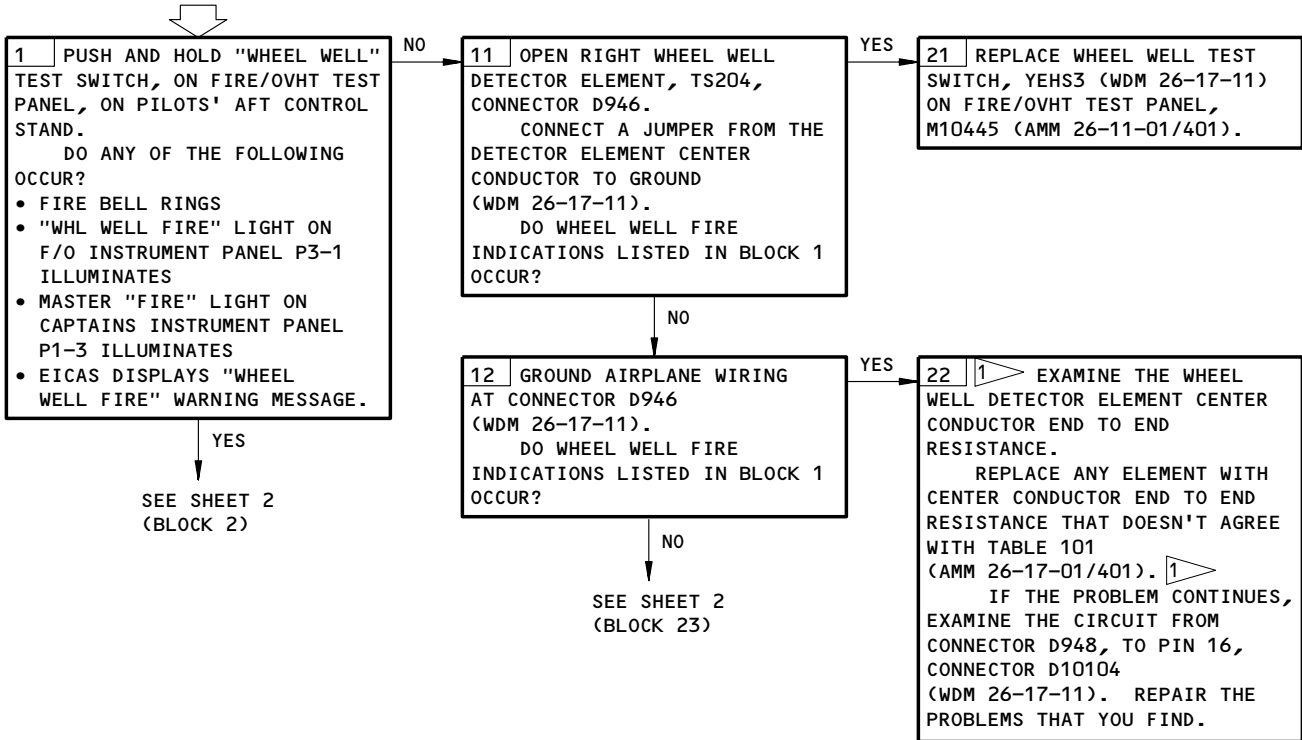 1 PUSH AND HOLD "WHEEL WELL"
TEST SWITCH, ON FIRE/OVHT TEST
PANEL, ON PILOTS' AFT CONTROL
STAND.
DO ANY OF THE FOLLOWING
OCCUR?
• FIRE BELL RINGS
• "WHL WELL FIRE" LIGHT ON
F/O INSTRUMENT PANEL P3-1
ILLUMINATES
• MASTER "FIRE" LIGHT ON
CAPTAINS INSTRUMENT PANEL
P1-3 ILLUMINATES
• EICAS DISPLAYS "WHEEL
WELL FIRE" WARNING MESSAGE.
YES
SEE SHEET 2
(BLOCK 2)
NO
11 OPEN RIGHT WHEEL WELL
DETECTOR ELEMENT, TS204,
CONNECTOR D946.
CONNECT A JUMPER FROM THE
DETECTOR ELEMENT CENTER
CONDUCTOR TO GROUND
(WDM 26-17-11).
DO WHEEL WELL FIRE
INDICATIONS LISTED IN BLOCK 1
OCCUR?
YES
21 REPLACE WHEEL WELL TEST
SWITCH, YEHS3 (WDM 26-17-11)
ON FIRE/OVHT TEST PANEL,
M10445 (AMM 26-11-01/401).
NO
12 GROUND AIRPLANE WIRING
AT CONNECTOR D946
(WDM 26-17-11).
DO WHEEL WELL FIRE
INDICATIONS LISTED IN BLOCK 1
OCCUR?
YES
22 1 EXAMINE THE WHEEL
WELL DETECTOR ELEMENT CENTER
CONDUCTOR END TO END
RESISTANCE.
REPLACE ANY ELEMENT WITH
CENTER CONDUCTOR END TO END
RESISTANCE THAT DOESN'T AGREE
WITH TABLE 101
(AMM 26-17-01/401). 1
IF THE PROBLEM CONTINUES,
EXAMINE THE CIRCUIT FROM
CONNECTOR D948, TO PIN 16,
CONNECTOR D10104
(WDM 26-17-11). REPAIR THE
PROBLEMS THAT YOU FIND.
NO
SEE SHEET 2
(BLOCK 23)